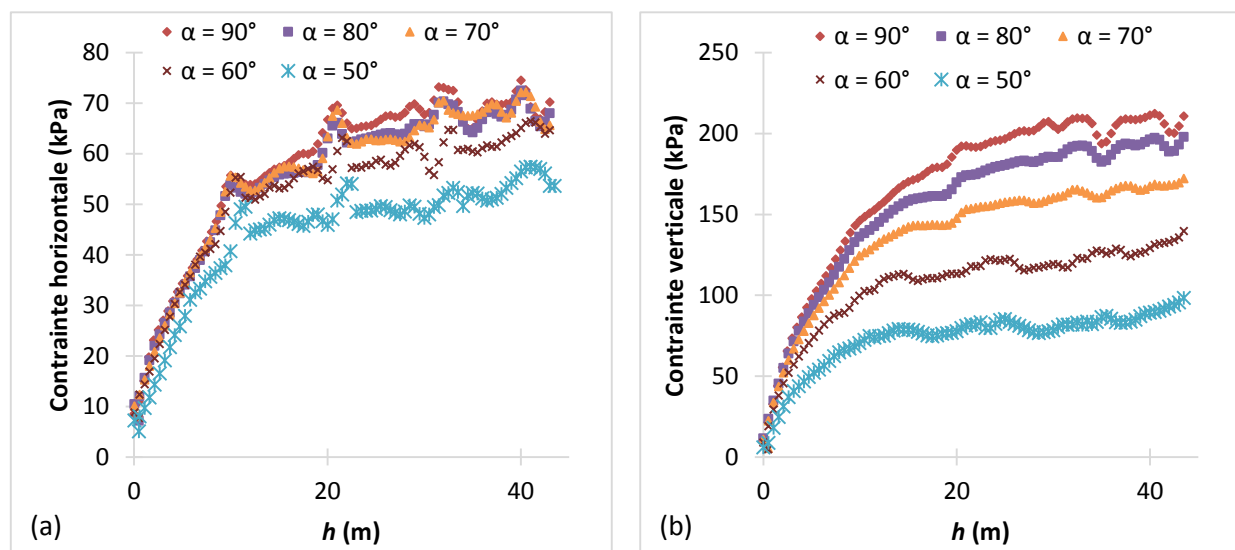 α = 90° α = 80° α = 70°
α = 60° α = 50°
80
70
60
50
40
30
20
10
0
0 20 40
Contrainte horizontale (kPa)
h (m)
(a)
α = 90° α = 80° α = 70°
α = 60° α = 50°
250
200
150
100
50
0
0 20 40
Contrainte verticale (kPa)
h (m)
(b)